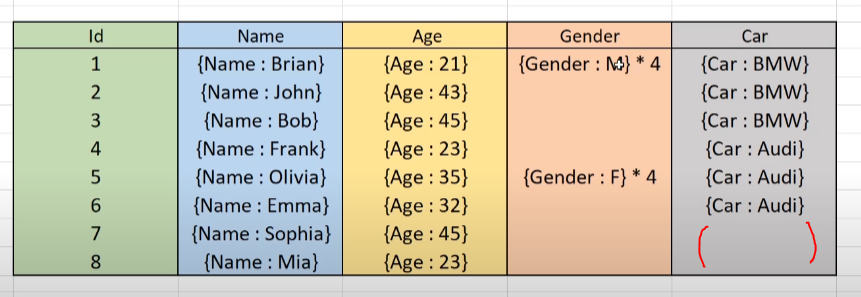 Id Name Age Gender Car
1 {Name : Brian} {Age : 21} {Gender : M} * 4 {Car : BMW}
2 {Name : John} {Age : 43} {Car : BMW}
3 {Name : Bob} {Age : 45} {Car : BMW}
4 {Name : Frank} {Age : 23} {Car : Audi}
5 {Name : Olivia} {Age : 35} {Gender : F} * 4 {Car : Audi}
6 {Name : Emma} {Age : 32} {Car : Audi}
7 {Name : Sophia} {Age : 45} ( )
8 {Name : Mia} {Age : 23}